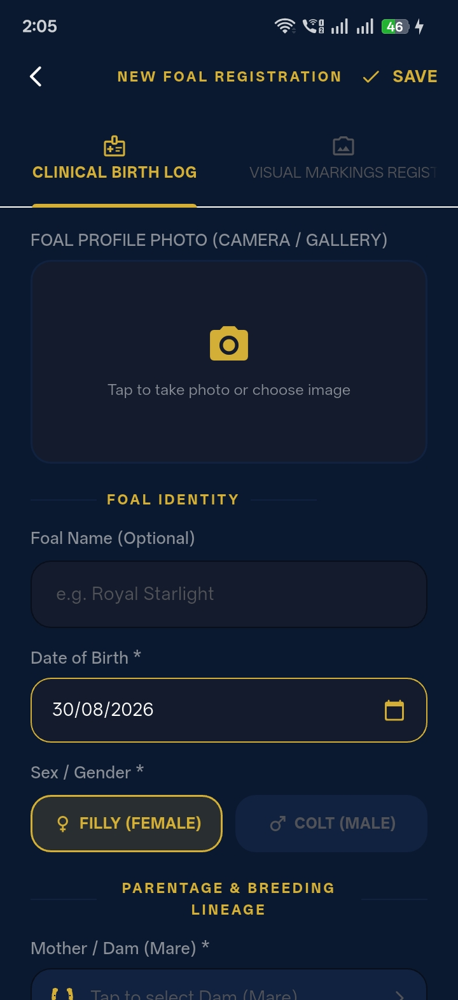 2:05
46
NEW FOAL REGISTRATION
SAVE
CLINICAL BIRTH LOG
VISUAL MARKINGS REGIST
FOAL PROFILE PHOTO (CAMERA / GALLERY)
Tap to take photo or choose image
FOAL IDENTITY
Foal Name (Optional)
e.g. Royal Starlight
Date of Birth *
30/08/2026
Sex / Gender *
FILLY (FEMALE)
COLT (MALE)
PARENTAGE & BREEDING
LINEAGE
Mother / Dam (Mare) *
Tap to select Dam (Mare)